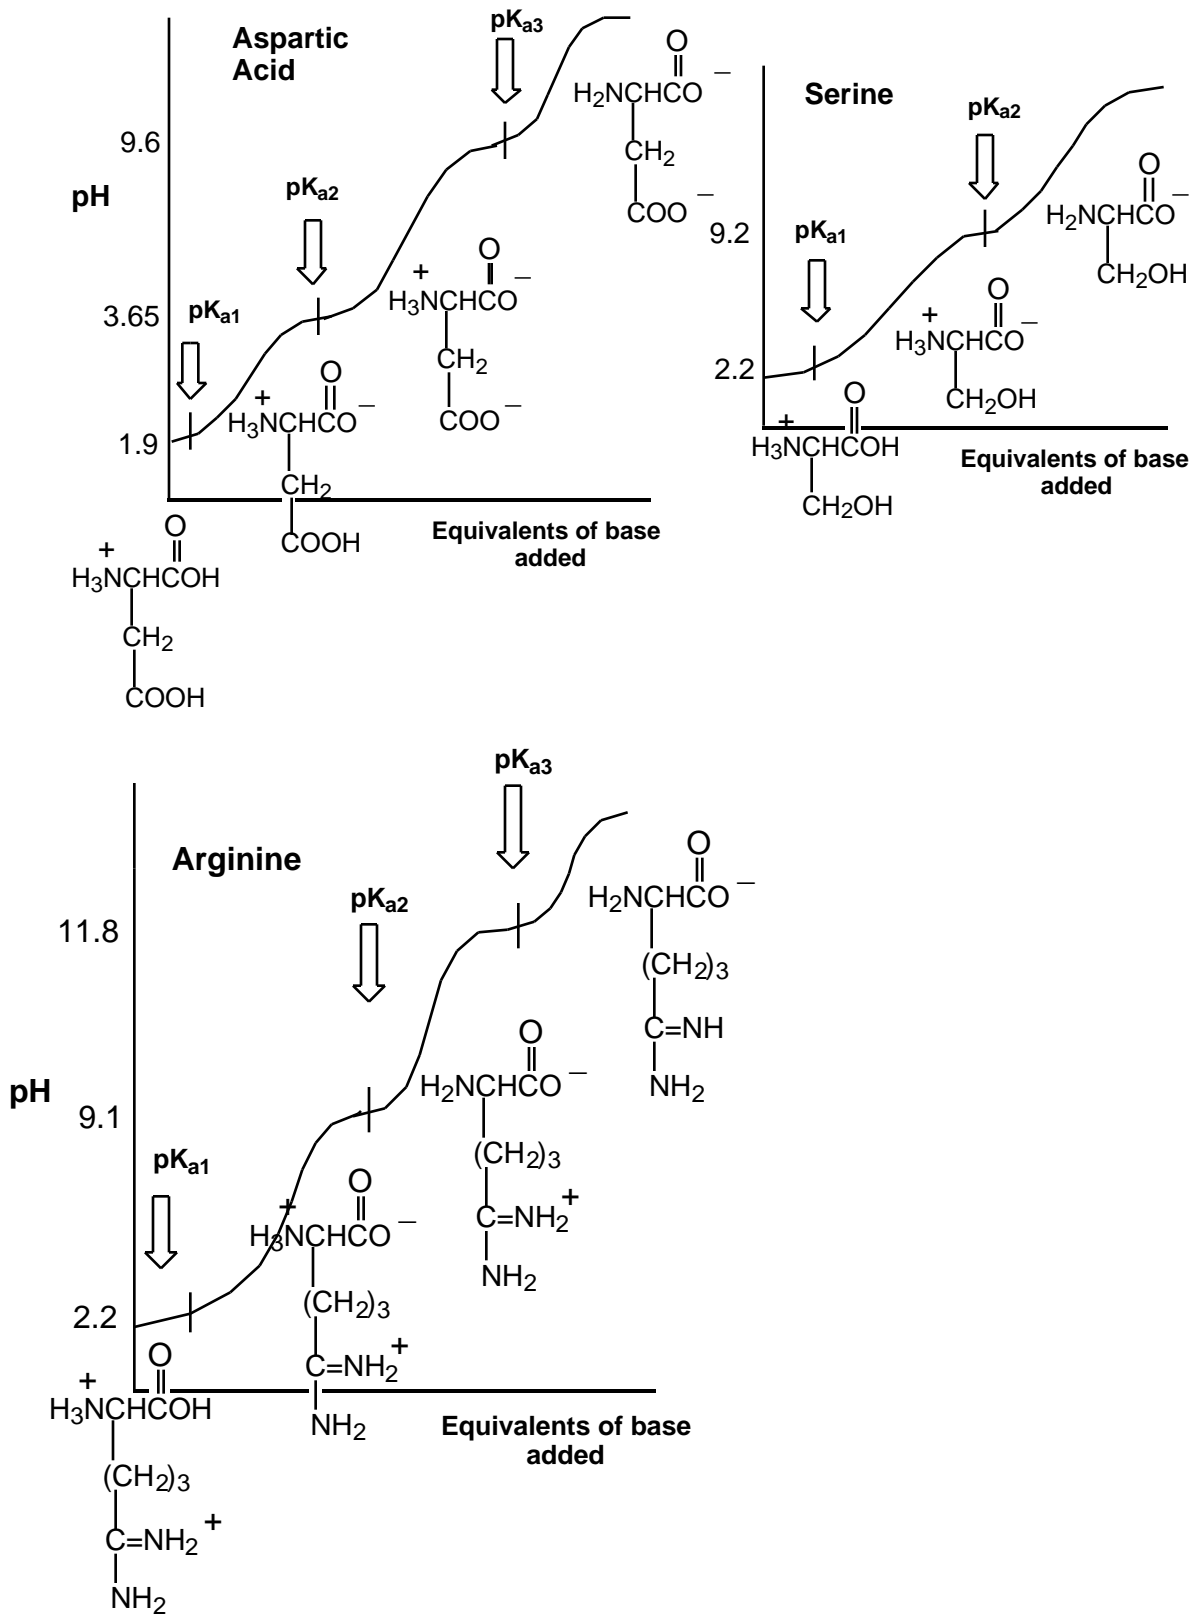 Aspartic
Acid
pKa3
pKa2
pKa1
pH
9.6
3.65
1.9
O
H2NCHCO –
CH2
COO –
+ O
H3NCHCO –
CH2
COO –
+ O
H3NCHCO –
CH2
COOH
+ O
H3NCHCOH
CH2
COOH
Equivalents of base
added
Serine
pKa2
pKa1
9.2
2.2
O
H2NCHCO –
CH2OH
+ O
H3NCHCO –
CH2OH
+ O
H3NCHCOH
CH2OH
Equivalents of base
added
Arginine
pKa3
pKa2
pKa1
pH
11.8
9.1
2.2
O
H2NCHCO –
(CH2)3
C=NH
NH2
O
H2NCHCO –
(CH2)3
C=NH2 +
NH2
+ O
H3NCHCO –
(CH2)3
C=NH2 +
NH2
+ O
H3NCHCOH
(CH2)3
C=NH2 +
NH2
Equivalents of base
added